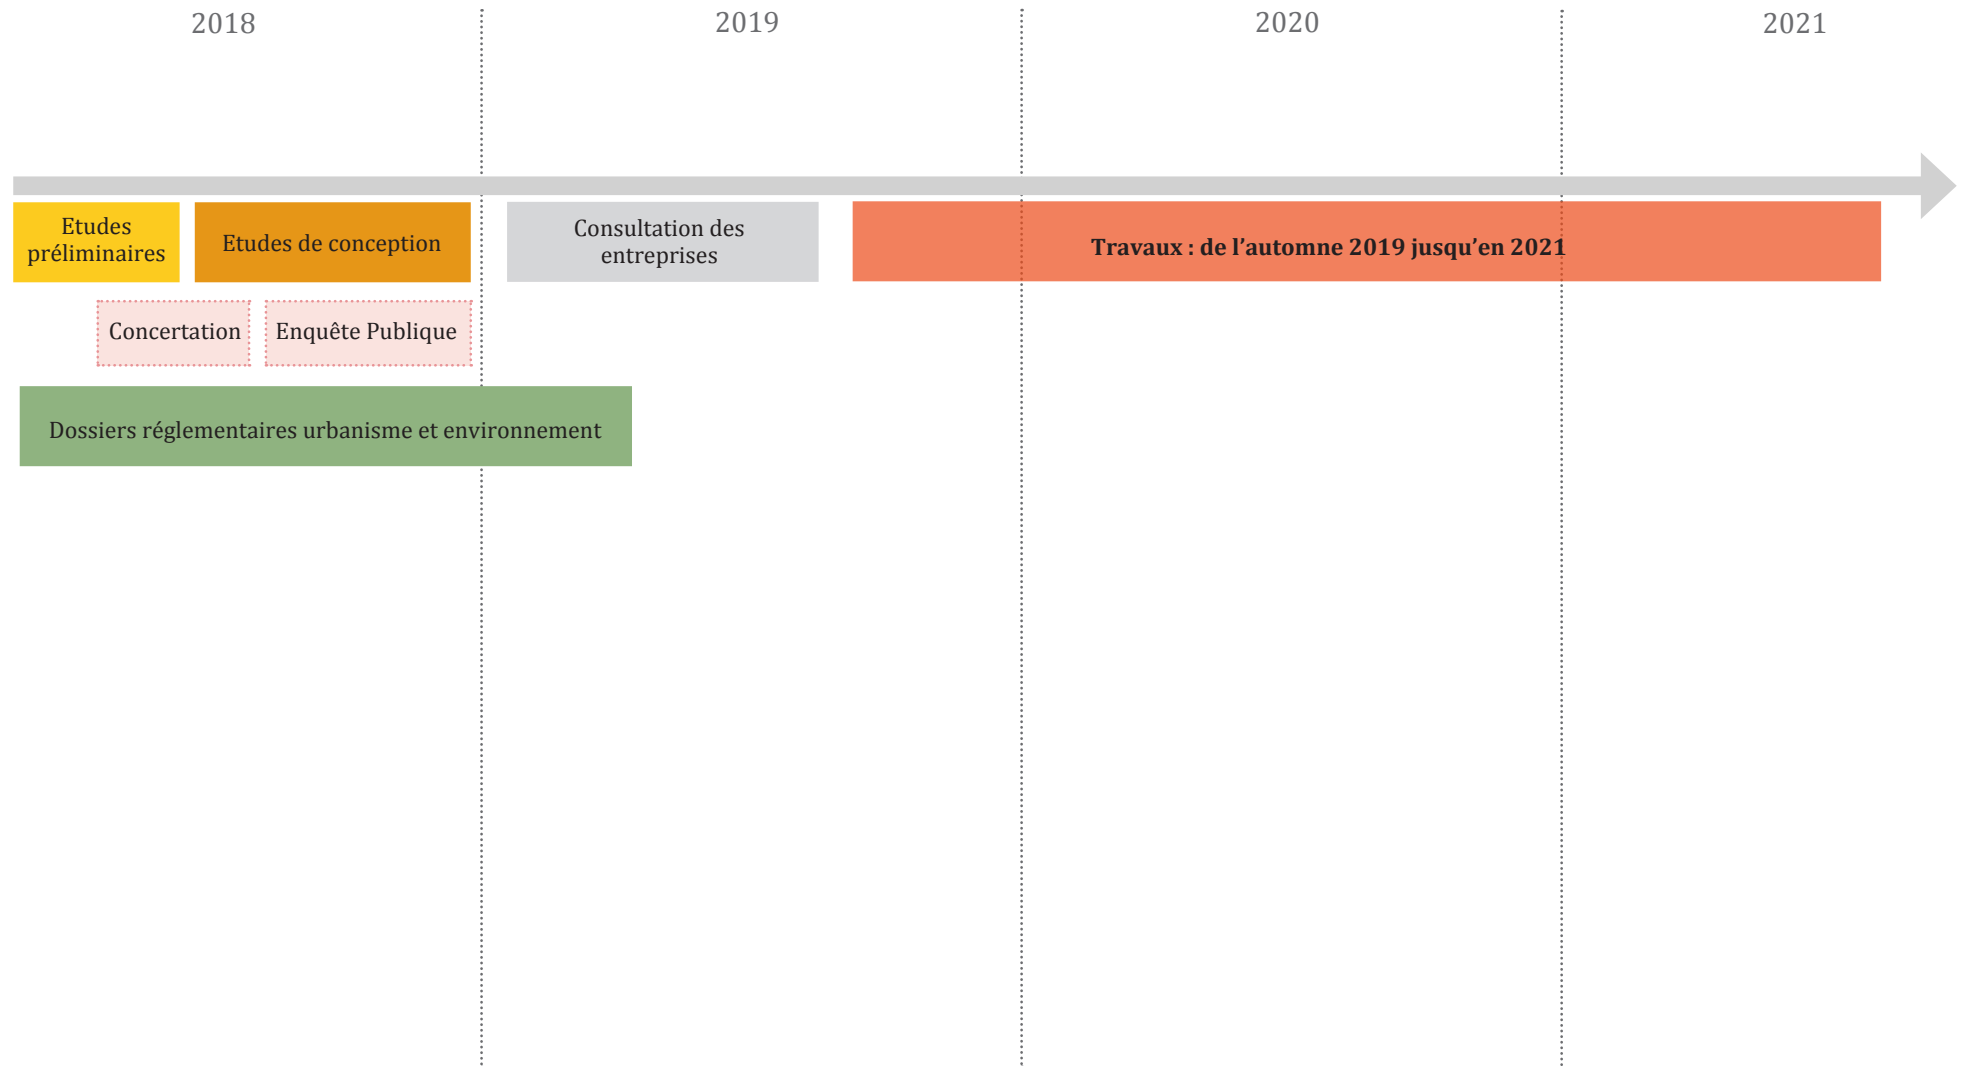 2018
2019
2020
2021
Etudes
préliminaires
Etudes de conception
Consultation des
entreprises
Travaux : de l’automne 2019 jusqu’en 2021
Concertation
Enquête Publique
Dossiers réglementaires urbanisme et environnement